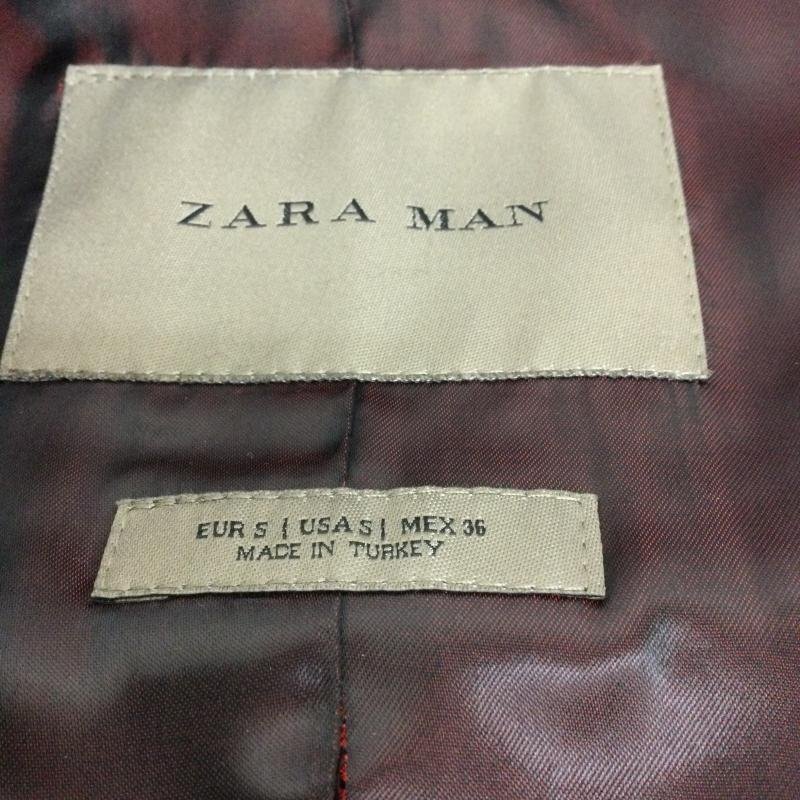 ZARA MAN
EUR S | USA S | MEX 36
MADE IN TURKEY